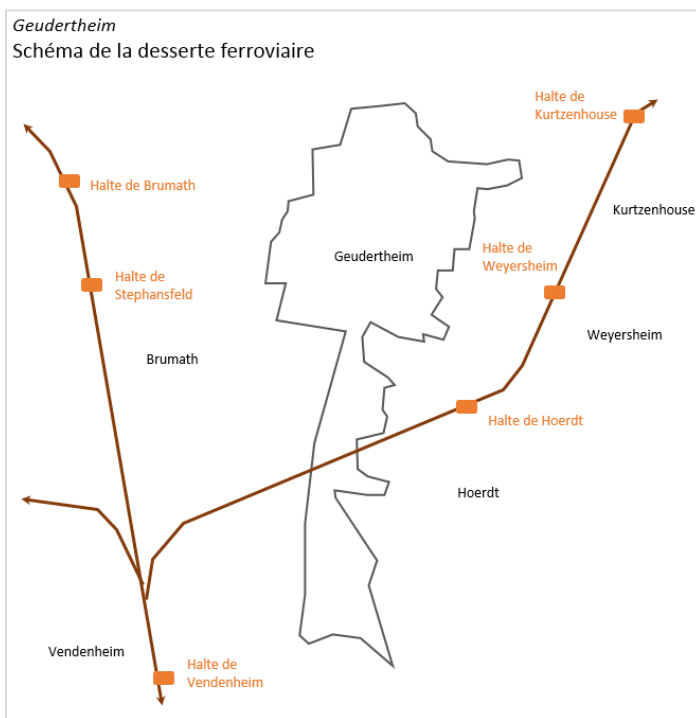 Geudertheim
Schéma de la desserte ferroviaire
Halte de
Kurtzenhouse
Halte de Brumath
Kurtzenhouse
Halte de
Weyersheim
Geudertheim
Halte de
Stephansfeld
Weyersheim
Brumath
Halte de Hoerdt
Hoerdt
Vendenheim
Halte de
Vendenheim